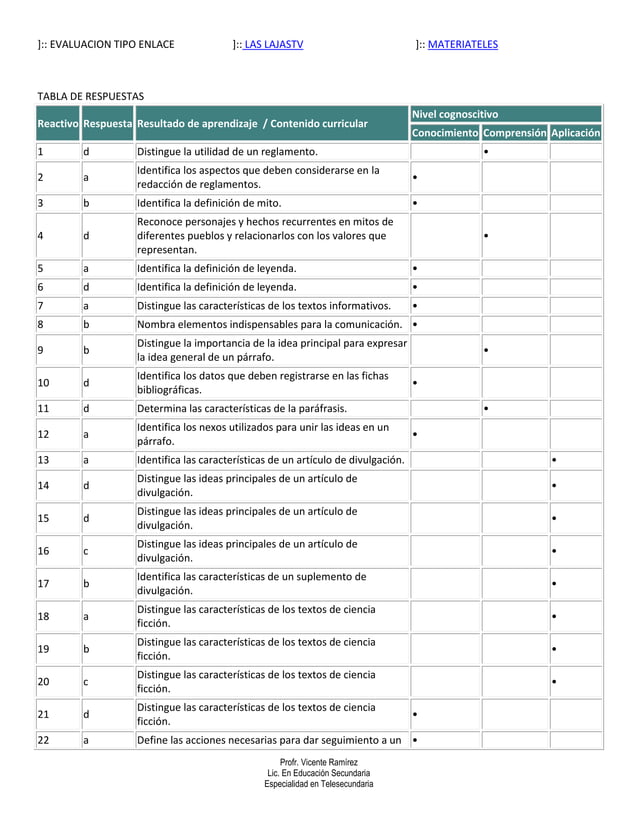 ]:: EVALUACION TIPO ENLACE ]:: LAS LAJASTV ]:: MATERIATELES
TABLA DE RESPUESTAS
Reactivo Respuesta Resultado de aprendizaje / Contenido curricular Nivel cognoscitivo
Conocimiento Comprensión Aplicación
1 d Distingue la utilidad de un reglamento. •
2 a Identifica los aspectos que deben considerarse en la
redacción de reglamentos. •
3 b Identifica la definición de mito. •
4 d Reconoce personajes y hechos recurrentes en mitos de
diferentes pueblos y relacionarlos con los valores que
representan. •
5 a Identifica la definición de leyenda. •
6 d Identifica la definición de leyenda. •
7 a Distingue las características de los textos informativos. •
8 b Nombra elementos indispensables para la comunicación. •
9 b Distingue la importancia de la idea principal para expresar
la idea general de un párrafo. •
10 d Identifica los datos que deben registrarse en las fichas
bibliográficas. •
11 d Determina las características de la paráfrasis. •
12 a Identifica los nexos utilizados para unir las ideas en un
párrafo. •
13 a Identifica las características de un artículo de divulgación. •
14 d Distingue las ideas principales de un artículo de
divulgación. •
15 d Distingue las ideas principales de un artículo de
divulgación. •
16 c Distingue las ideas principales de un artículo de
divulgación. •
17 b Identifica las características de un suplemento de
divulgación. •
18 a Distingue las características de los textos de ciencia
ficción. •
19 b Distingue las características de los textos de ciencia
ficción. •
20 c Distingue las características de los textos de ciencia
ficción. •
21 d Distingue las características de los textos de ciencia
ficción. •
22 a Define las acciones necesarias para dar seguimiento a un •
Profr. Vicente Ramírez
Lic. En Educación Secundaria
Especialidad en Telesecundaria